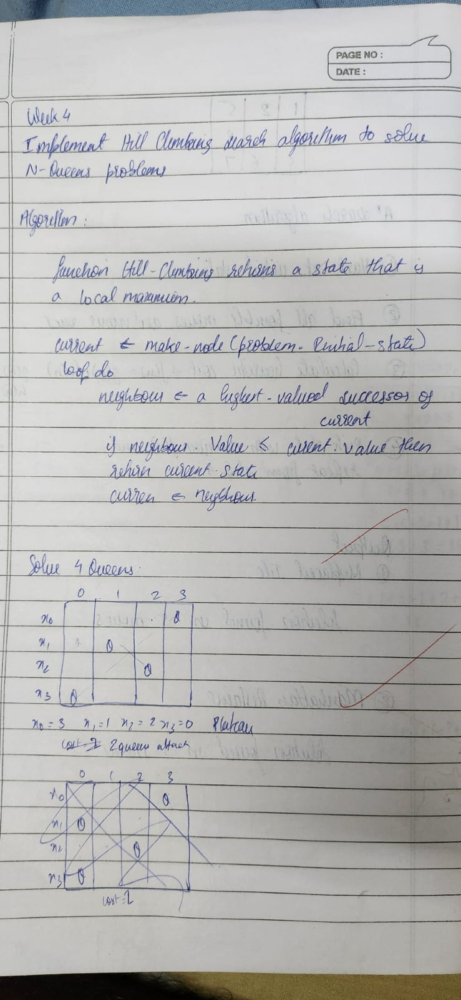 PAGE NO :
DATE :
Week 4
Implement Hill Climbing search algorithm to solve
N-Queens problems
Algorithm :
function Hill-Climbing returns a state that is
a local maximum.
current ← make-node (problem. Initial-state)
loop do
neighbour ← a highest-valued successor of
current
if neighbour. Value ≤ current. value then
return current. state
curren ← neighbour.
Solve 4 Queens:
0 1 2 3
x0 Q
x1 Q
x2 Q
x3 Q
x0 = 3 x1 = 1 x2 = 2 x3 = 0 Plateau
2 queens attack
0 1 2 3
x0 Q
x1 Q
x2 Q
x3 Q
cost=2